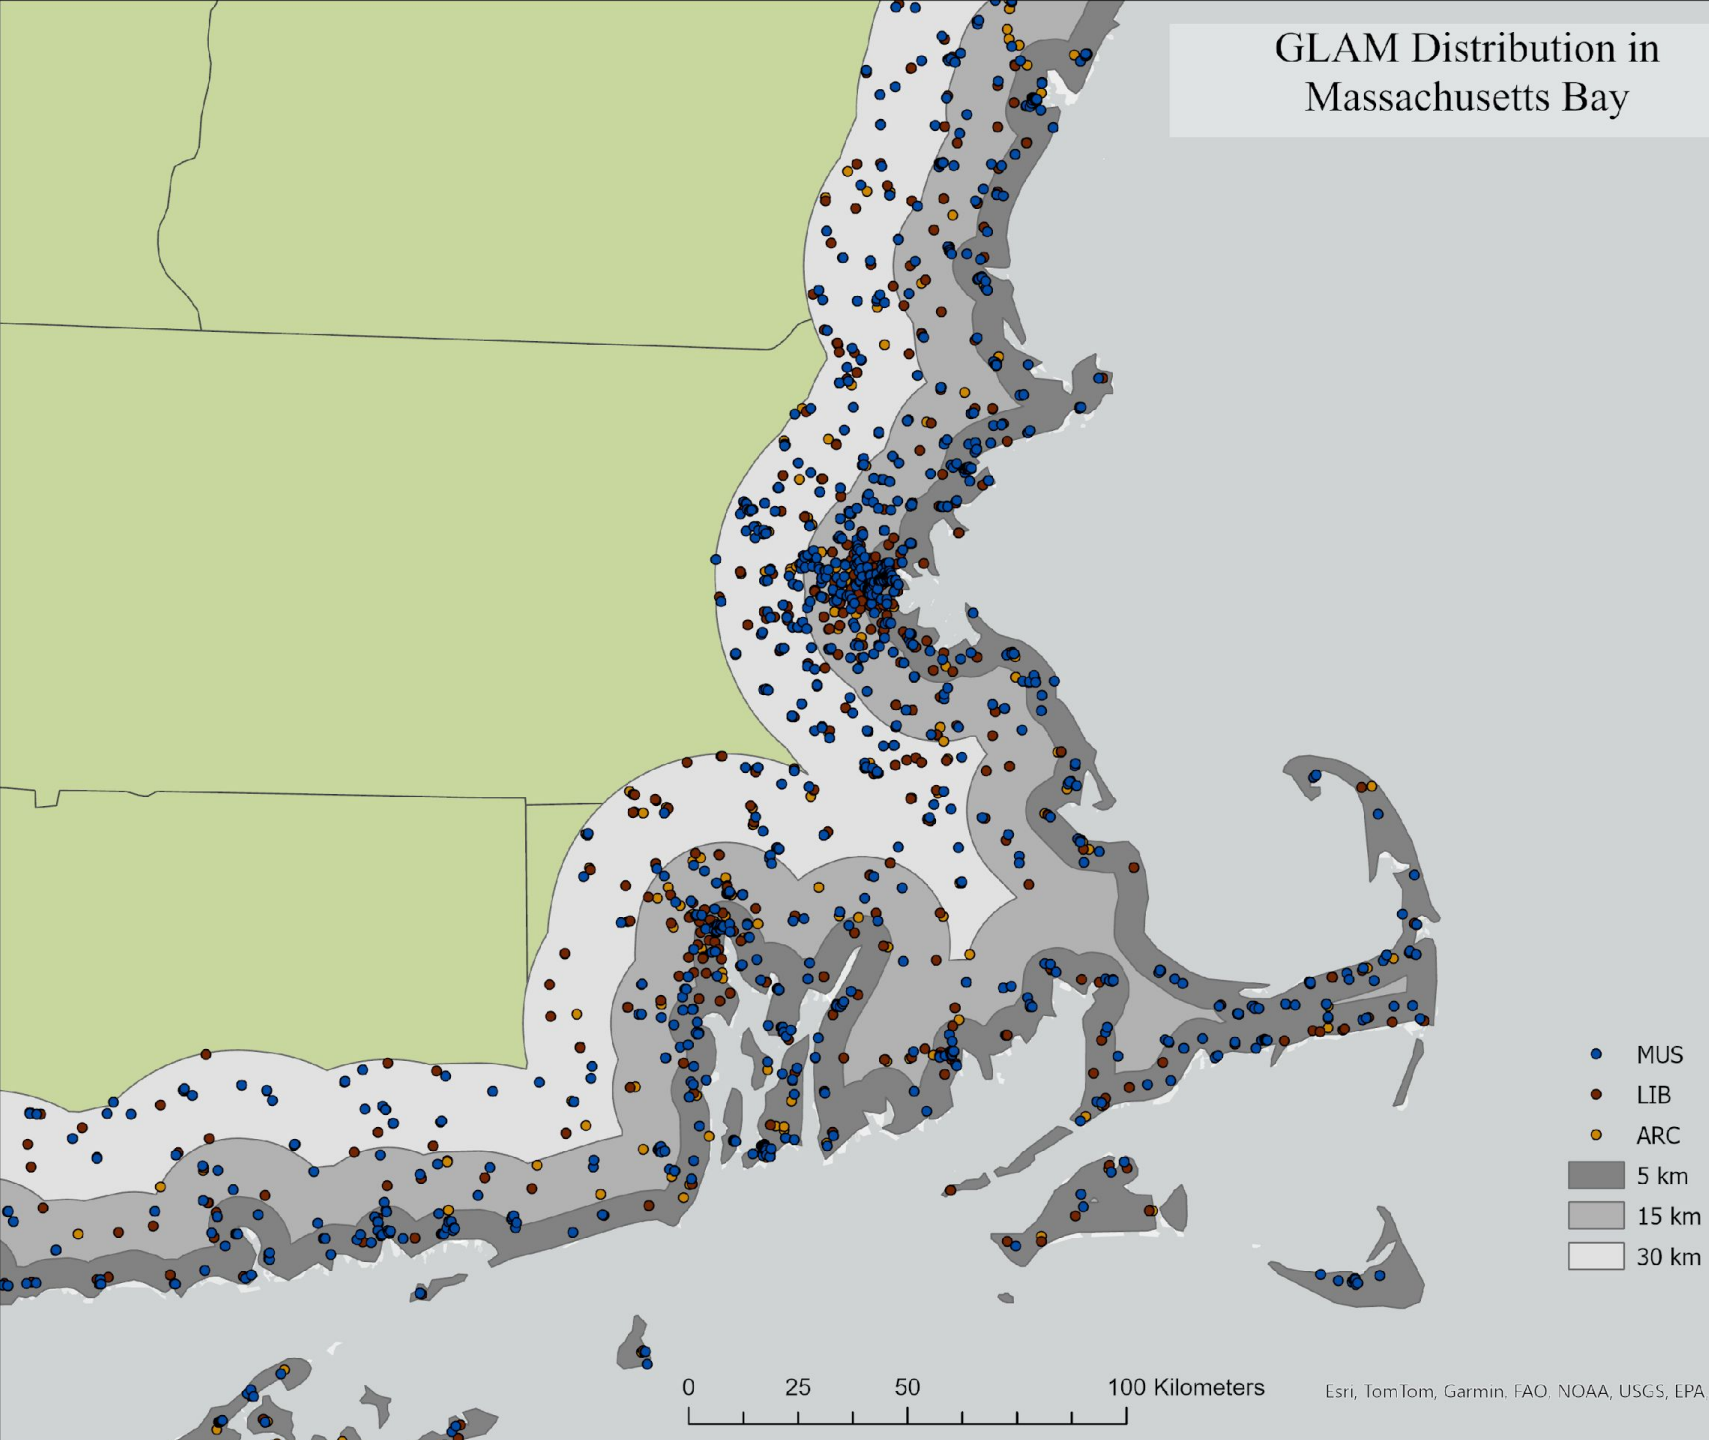 GLAM Distribution in
Massachusetts Bay
MUS
LIB
ARC
5 km
15 km
30 km
0 25 50 100 Kilometers
Esri, TomTom, Garmin, FAO, NOAA, USGS, EPA